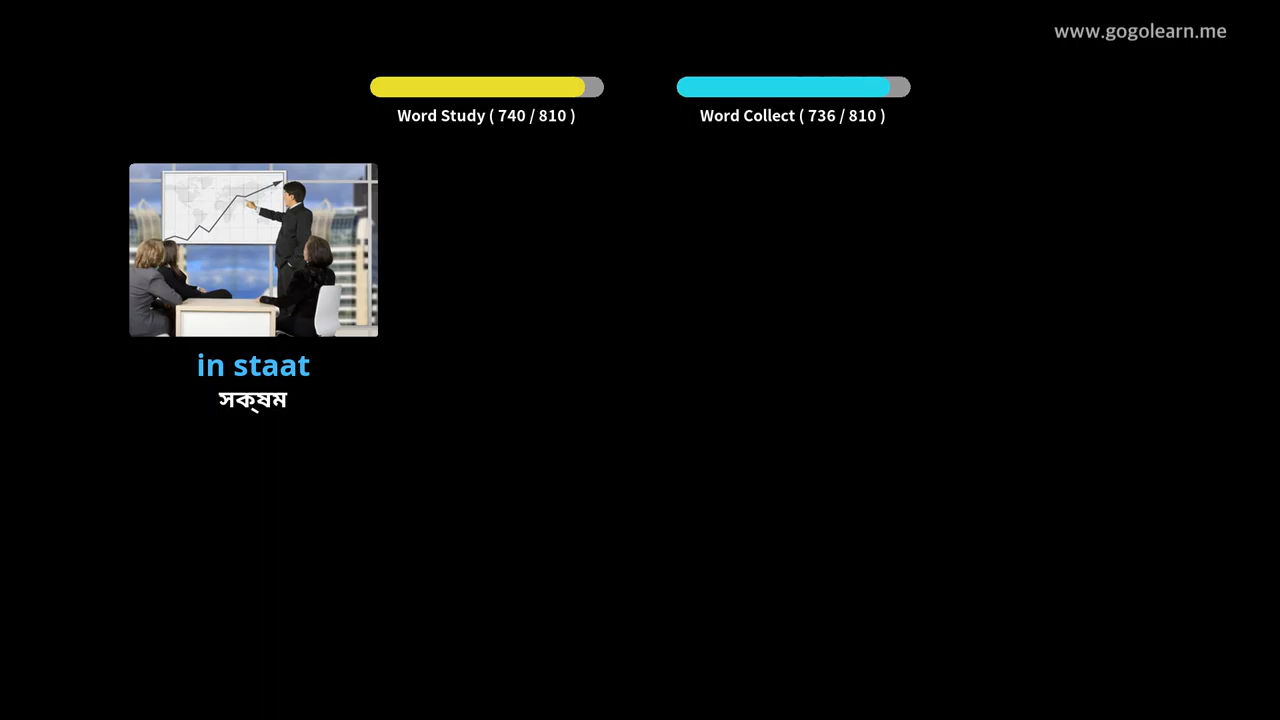 www.gogolearn.me
Word Study ( 740 / 810 )
Word Collect ( 736 / 810 )
in staat
সক্ষম